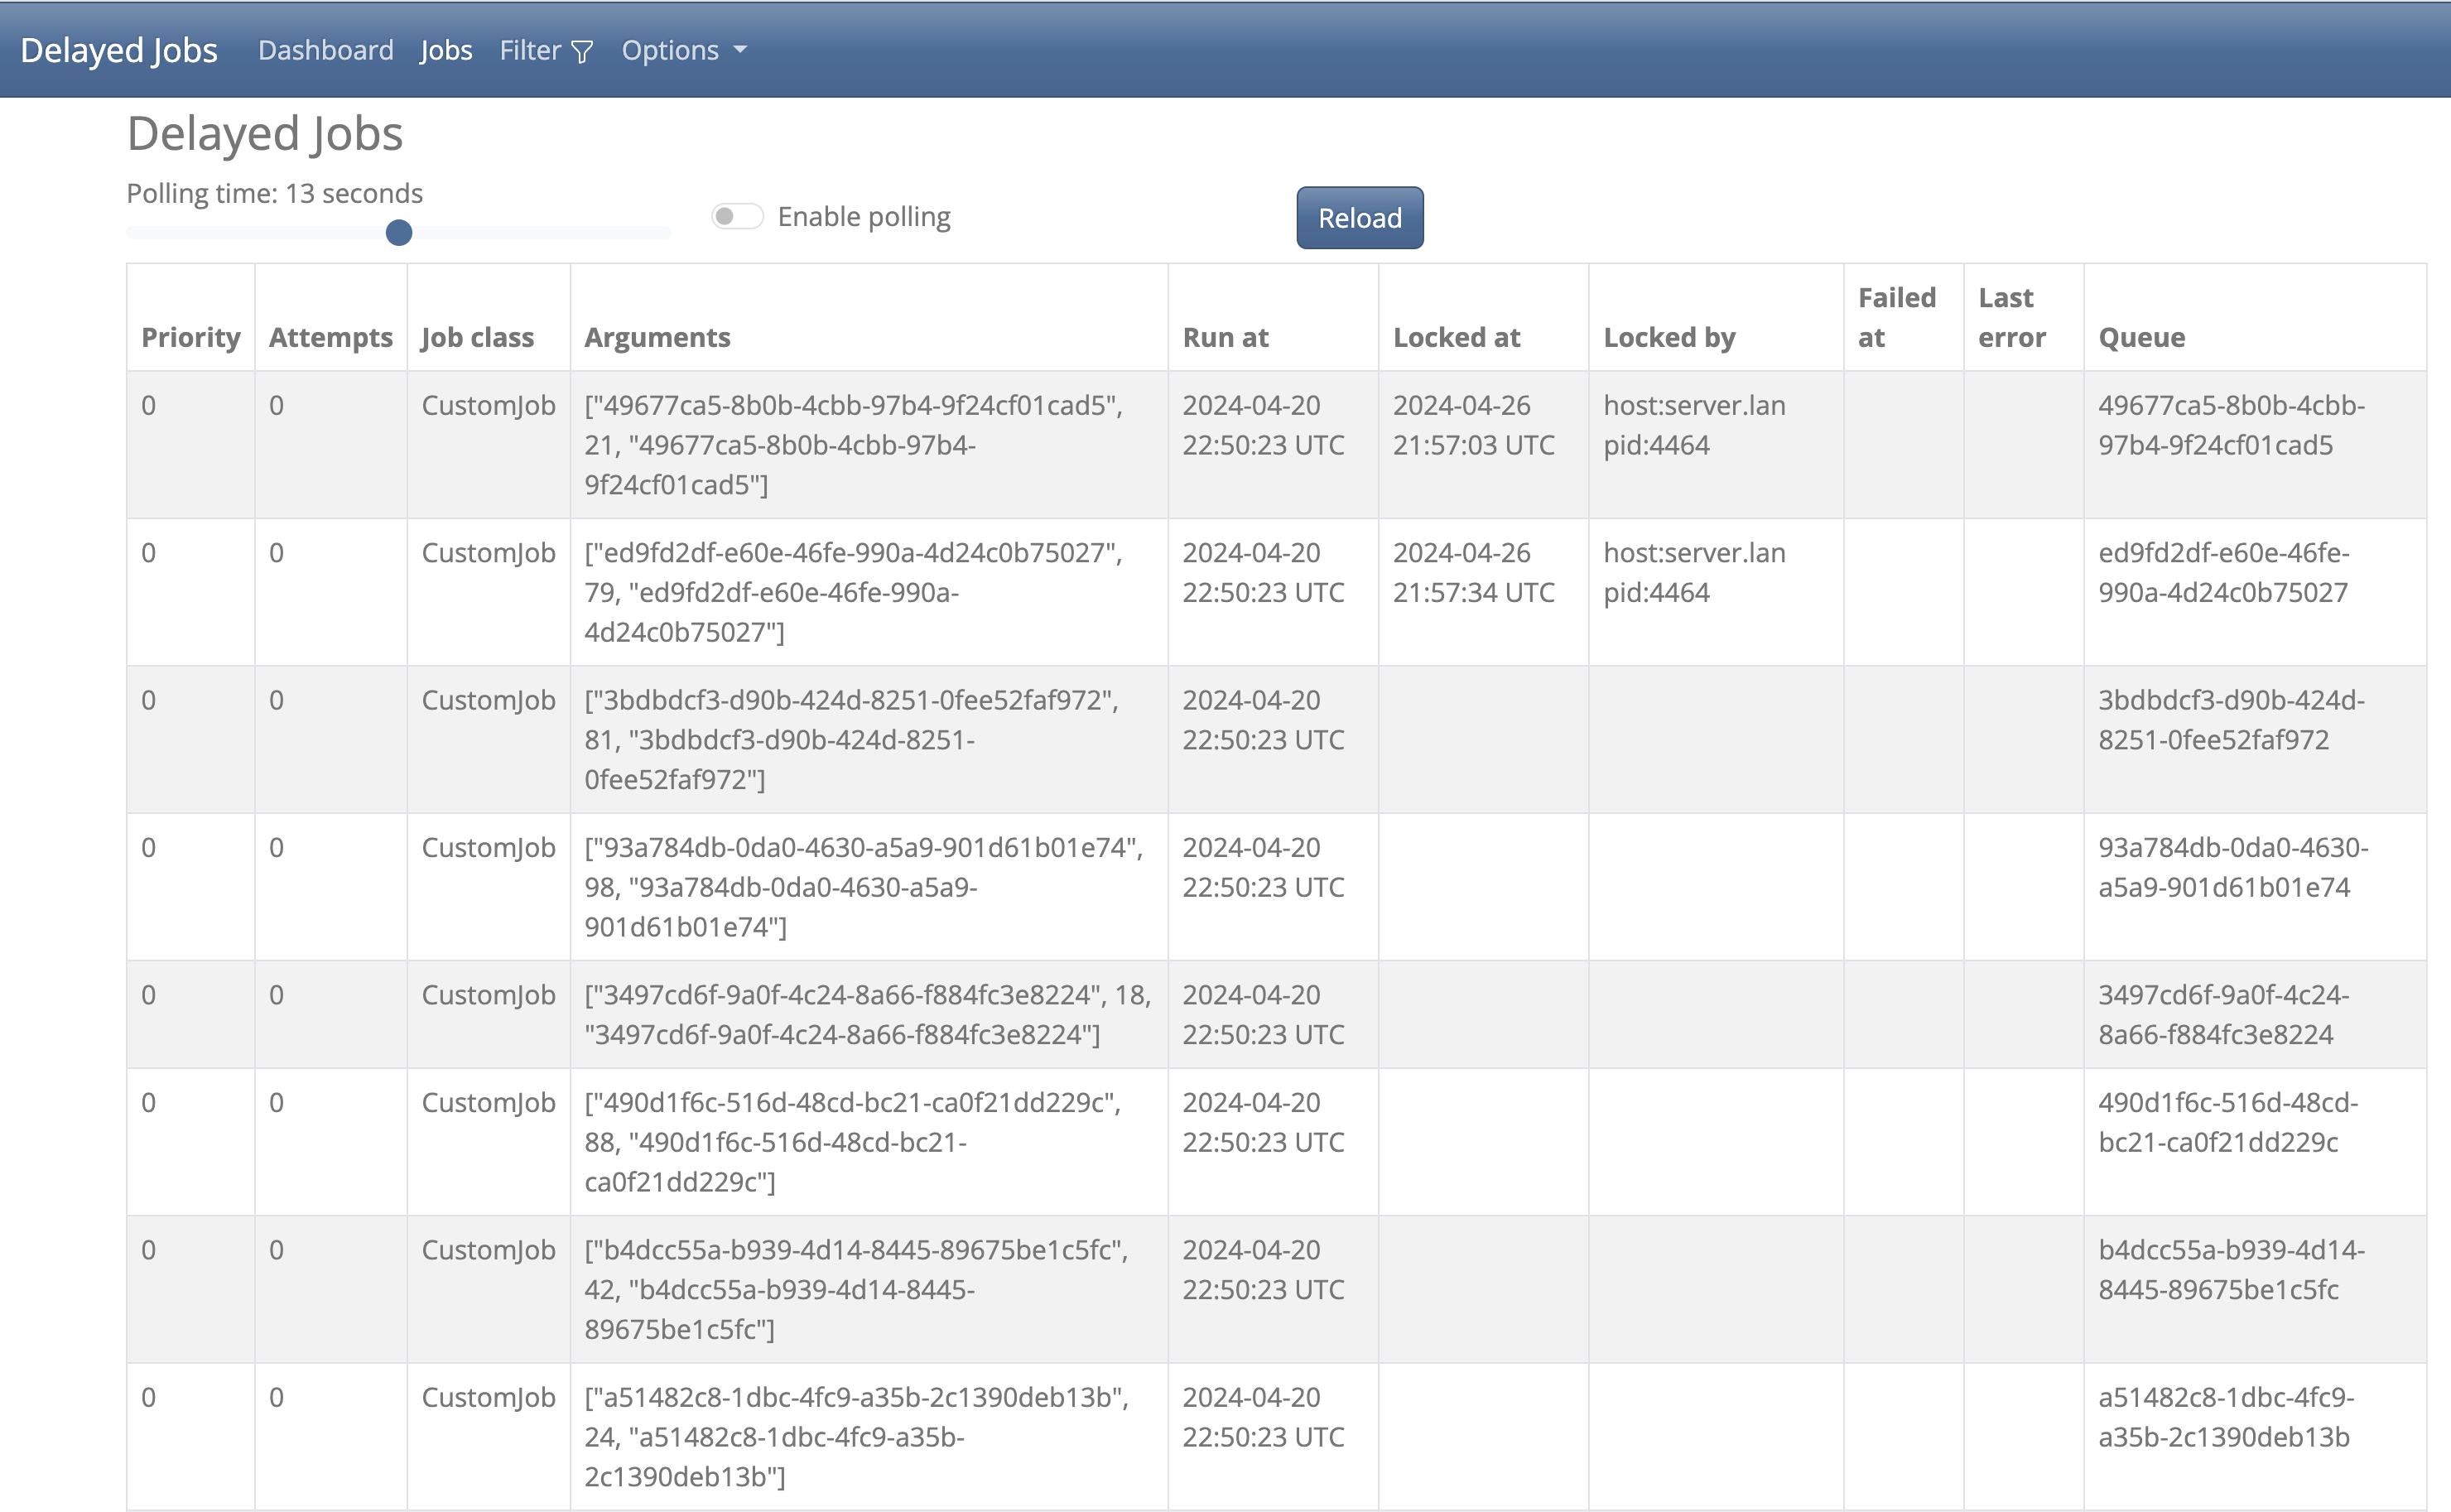 Delayed Jobs Dashboard Jobs Filter Options
Delayed Jobs
Polling time: 13 seconds
Enable polling
Reload
Priority Attempts Job class Arguments Run at Locked at Locked by Failed at Last error Queue
0 0 CustomJob ["49677ca5-8b0b-4cbb-97b4-9f24cf01cad5", 2024-04-20 2024-04-26 host:server.lan 49677ca5-8b0b-4cbb-
21, "49677ca5-8b0b-4cbb-97b4- 22:50:23 UTC 21:57:03 UTC pid:4464 97b4-9f24cf01cad5
9f24cf01cad5"]
0 0 CustomJob ["ed9fd2df-e60e-46fe-990a-4d24c0b75027", 2024-04-20 2024-04-26 host:server.lan ed9fd2df-e60e-46fe-
79, "ed9fd2df-e60e-46fe-990a- 22:50:23 UTC 21:57:34 UTC pid:4464 990a-4d24c0b75027
4d24c0b75027"]
0 0 CustomJob ["3bdbdcf3-d90b-424d-8251-0fee52faf972", 2024-04-20 3bdbdcf3-d90b-424d-
81, "3bdbdcf3-d90b-424d-8251- 22:50:23 UTC 8251-0fee52faf972
0fee52faf972"]
0 0 CustomJob ["93a784db-0da0-4630-a5a9-901d61b01e74", 2024-04-20 93a784db-0da0-4630-
98, "93a784db-0da0-4630-a5a9- 22:50:23 UTC a5a9-901d61b01e74
901d61b01e74"]
0 0 CustomJob ["3497cd6f-9a0f-4c24-8a66-f884fc3e8224", 18, 2024-04-20 3497cd6f-9a0f-4c24-
"3497cd6f-9a0f-4c24-8a66-f884fc3e8224"] 22:50:23 UTC 8a66-f884fc3e8224
0 0 CustomJob ["490d1f6c-516d-48cd-bc21-ca0f21dd229c", 2024-04-20 490d1f6c-516d-48cd-
88, "490d1f6c-516d-48cd-bc21- 22:50:23 UTC bc21-ca0f21dd229c
ca0f21dd229c"]
0 0 CustomJob ["b4dcc55a-b939-4d14-8445-89675be1c5fc", 2024-04-20 b4dcc55a-b939-4d14-
42, "b4dcc55a-b939-4d14-8445- 22:50:23 UTC 8445-89675be1c5fc
89675be1c5fc"]
0 0 CustomJob ["a51482c8-1dbc-4fc9-a35b-2c1390deb13b", 2024-04-20 a51482c8-1dbc-4fc9-
24, "a51482c8-1dbc-4fc9-a35b- 22:50:23 UTC a35b-2c1390deb13b
2c1390deb13b"]